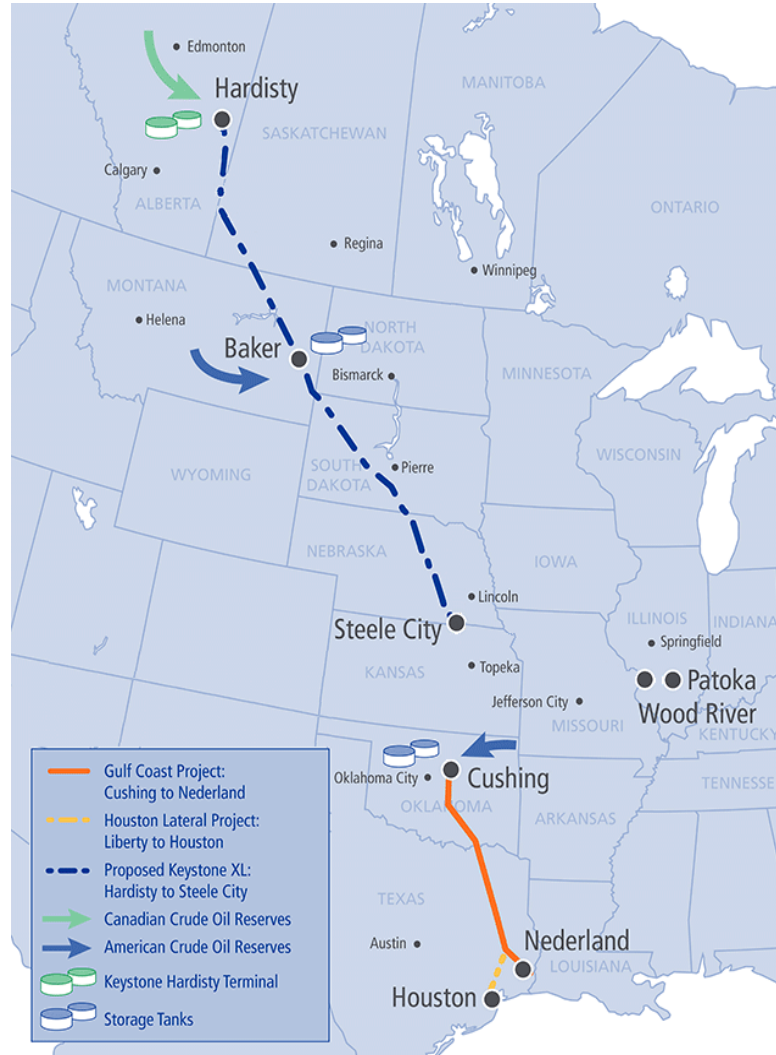 Edmonton
Hardisty
MANITOBA
SASKATCHEWAN
Calgary
ALBERTA
ONTARIO
Regina
Winnipeg
MONTANA
Helena
NORTH
DAKOTA
Baker
Bismarck
MINNESOTA
WISCONSIN
WYOMING
SOUTH
DAKOTA
Pierre
NEBRASKA
IOWA
Lincoln
ILLINOIS
INDIANA
Steele City
Springfield
KANSAS
Topeka
Patoka
Jefferson City
Wood River
MISSOURI
KENTUCKY
Oklahoma City
Cushing
TENNESSEE
OKLAHOMA
ARKANSAS
TEXAS
Austin
Nederland
LOUISIANA
Houston
Gulf Coast Project:
Cushing to Nederland
Houston Lateral Project:
Liberty to Houston
Proposed Keystone XL:
Hardisty to Steele City
Canadian Crude Oil Reserves
American Crude Oil Reserves
Keystone Hardisty Terminal
Storage Tanks